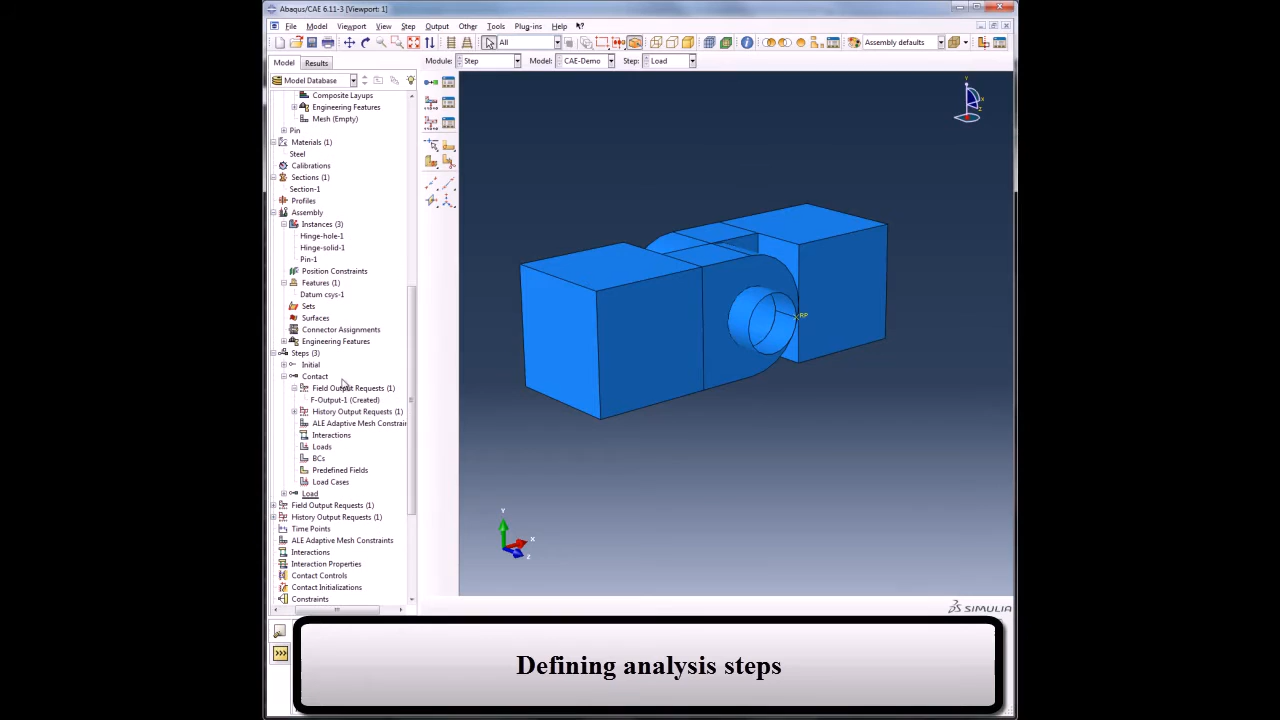 Abaqus/CAE 6.11-3 [Viewport: 1]
File Model Viewport View Step Output Other Tools Plug-ins Help
All Assembly defaults
Model Results Module: Step Model: CAE-Demo Step: Load
Model Database
Composite Layups
Engineering Features
Mesh (Empty)
Pin
Materials (1)
Steel
Calibrations
Sections (1)
Section-1
Profiles
Assembly
Instances (3)
Hinge-hole-1
Hinge-solid-1
Pin-1
Position Constraints
Features (1)
Datum csys-1
Sets
Surfaces
Connector Assignments
Engineering Features
Steps (3)
Initial
Contact
Field Output Requests (1)
F-Output-1 (Created)
History Output Requests (1)
ALE Adaptive Mesh Constrai
Interactions
Loads
BCs
Predefined Fields
Load Cases
Load
Field Output Requests (1)
History Output Requests (1)
Time Points
ALE Adaptive Mesh Constraints
Interactions
Interaction Properties
Contact Controls
Contact Initializations
Constraints
Y
X
Z
RP
Y
X
Z
SIMULIA
Defining analysis steps